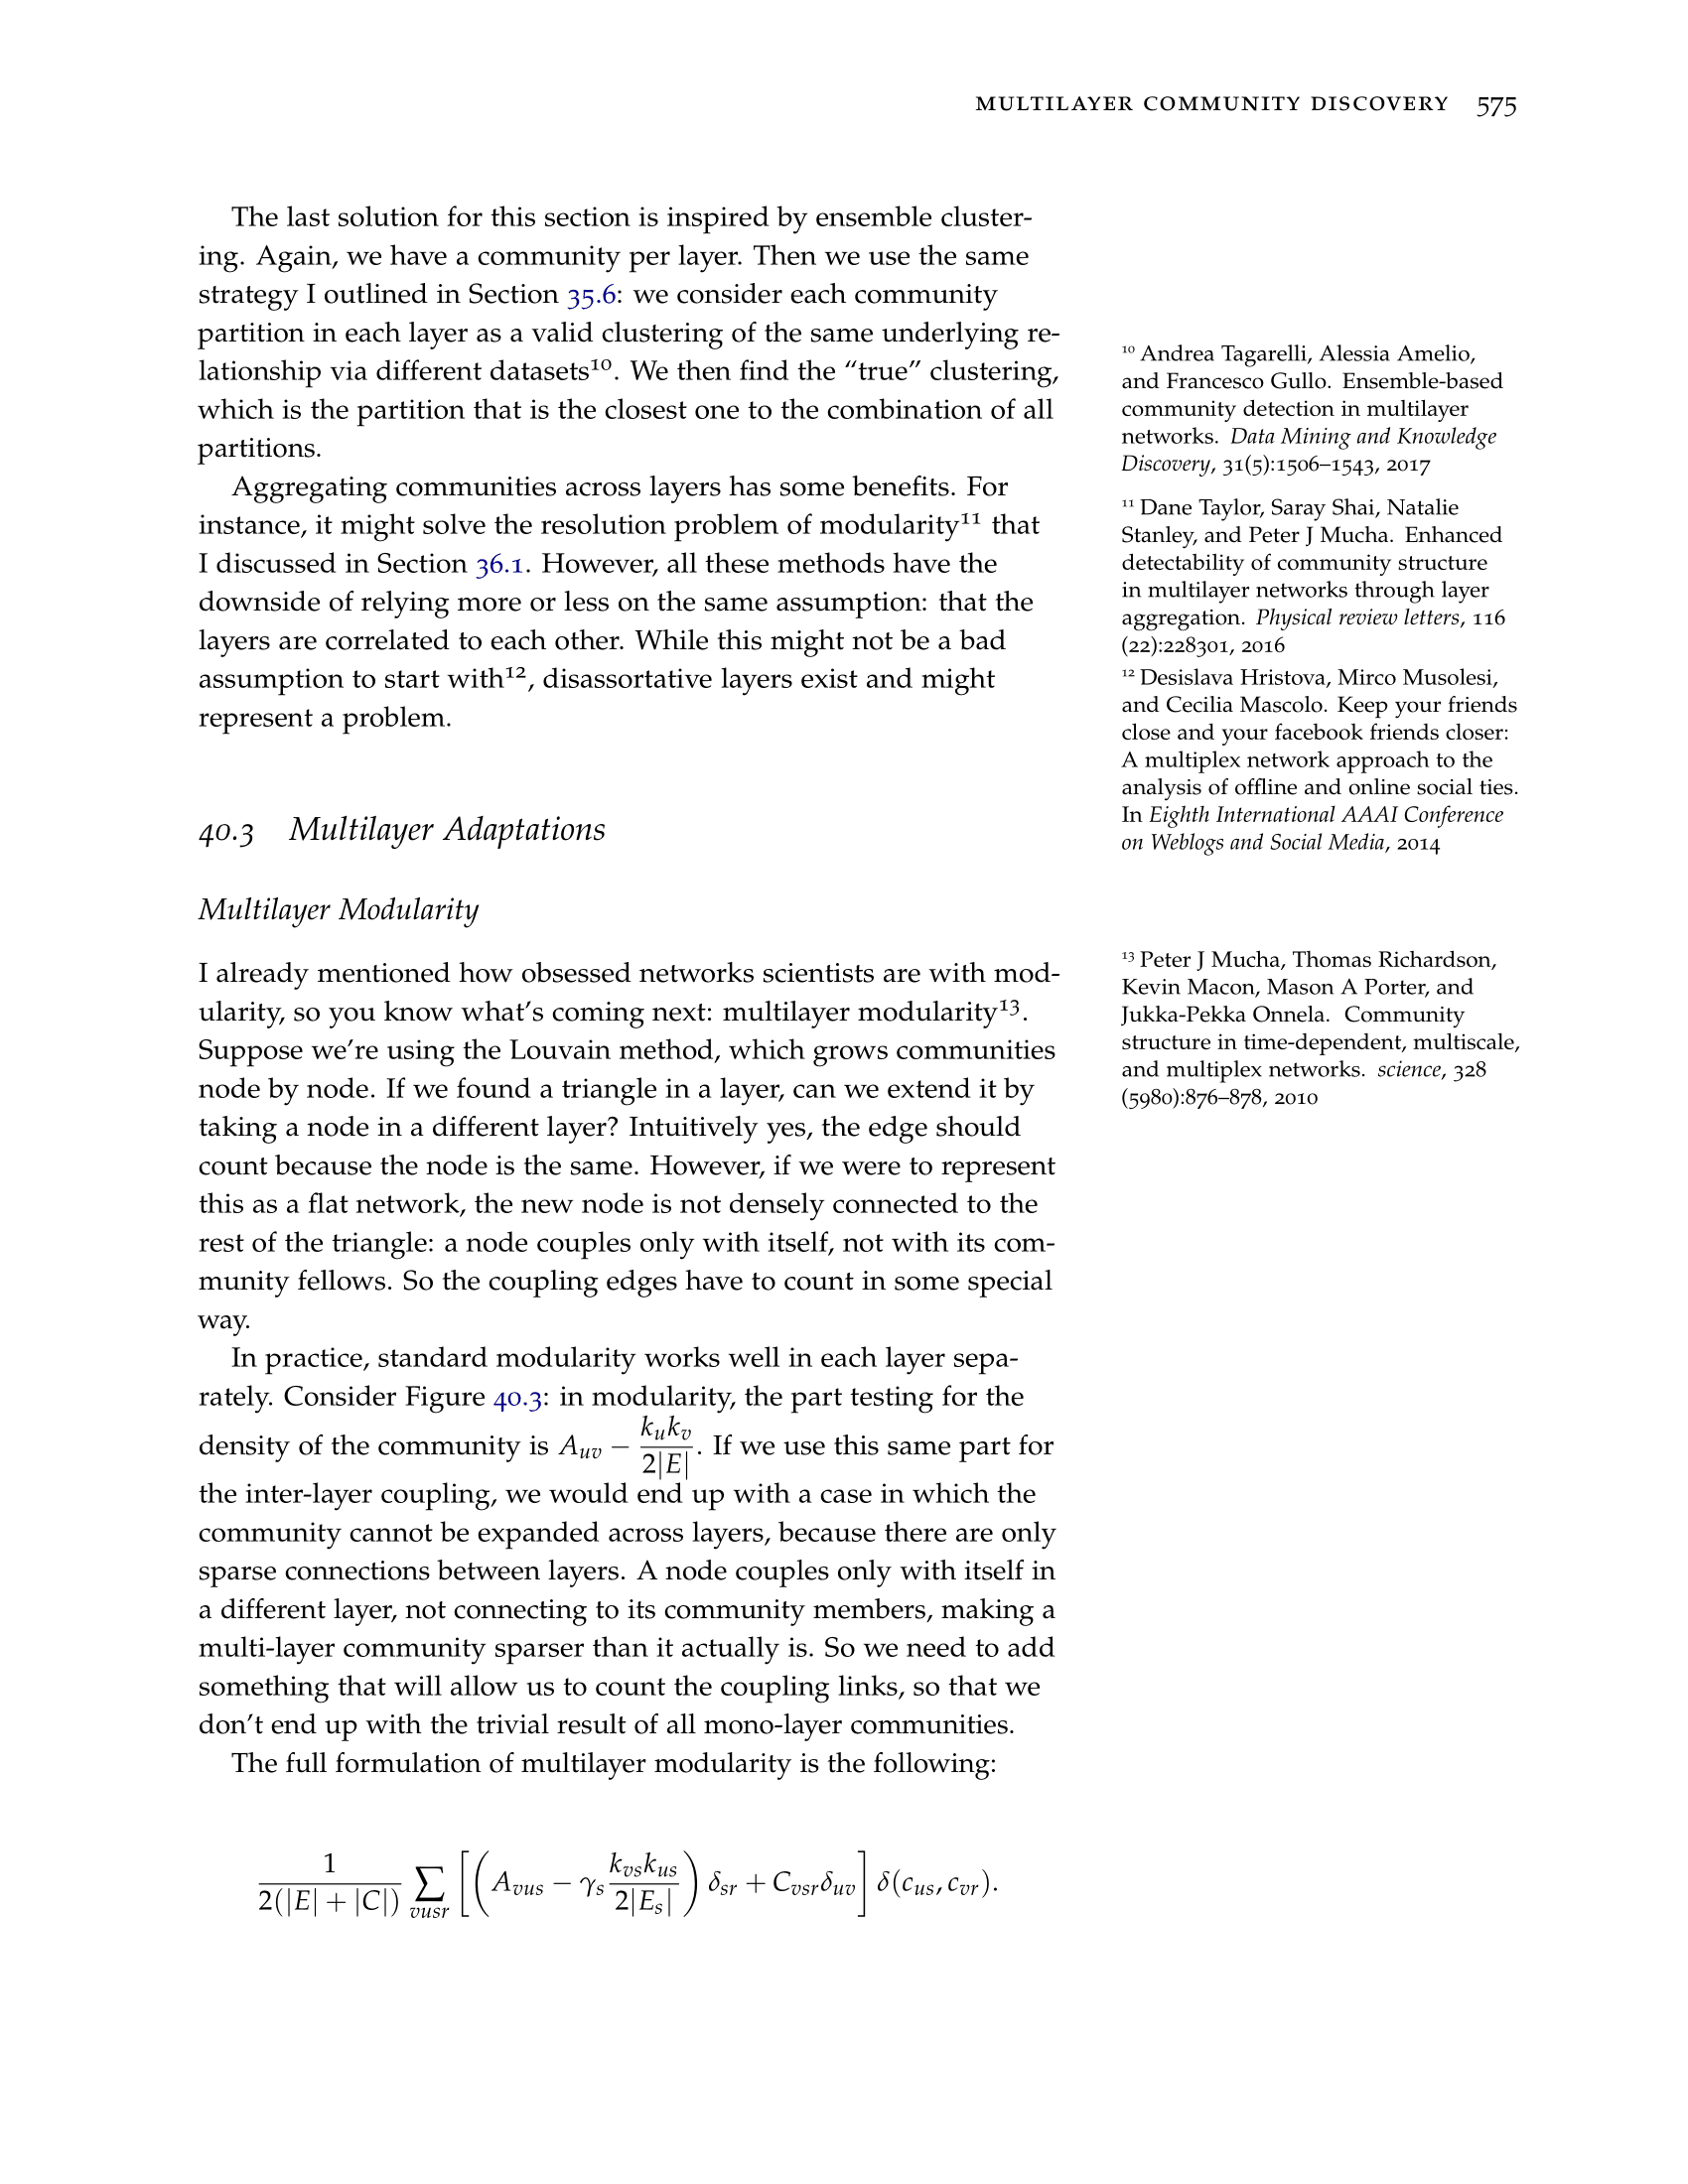 MULTILAYER COMMUNITY DISCOVERY 575
The last solution for this section is inspired by ensemble cluster-
ing. Again, we have a community per layer. Then we use the same
strategy I outlined in Section 35.6: we consider each community
partition in each layer as a valid clustering of the same underlying re-
lationship via different datasets¹⁰. We then find the “true” clustering,
which is the partition that is the closest one to the combination of all
partitions.
Aggregating communities across layers has some benefits. For
instance, it might solve the resolution problem of modularity¹¹ that
I discussed in Section 36.1. However, all these methods have the
downside of relying more or less on the same assumption: that the
layers are correlated to each other. While this might not be a bad
assumption to start with¹², disassortative layers exist and might
represent a problem.
¹⁰ Andrea Tagarelli, Alessia Amelio,
and Francesco Gullo. Ensemble-based
community detection in multilayer
networks. Data Mining and Knowledge
Discovery, 31(5):1506–1543, 2017
¹¹ Dane Taylor, Saray Shai, Natalie
Stanley, and Peter J Mucha. Enhanced
detectability of community structure
in multilayer networks through layer
aggregation. Physical review letters, 116
(22):228301, 2016
¹² Desislava Hristova, Mirco Musolesi,
and Cecilia Mascolo. Keep your friends
close and your facebook friends closer:
A multiplex network approach to the
analysis of offline and online social ties.
In Eighth International AAAI Conference
on Weblogs and Social Media, 2014
40.3 Multilayer Adaptations
Multilayer Modularity
I already mentioned how obsessed networks scientists are with mod-
ularity, so you know what’s coming next: multilayer modularity¹³.
Suppose we’re using the Louvain method, which grows communities
node by node. If we found a triangle in a layer, can we extend it by
taking a node in a different layer? Intuitively yes, the edge should
count because the node is the same. However, if we were to represent
this as a flat network, the new node is not densely connected to the
rest of the triangle: a node couples only with itself, not with its com-
munity fellows. So the coupling edges have to count in some special
way.
¹³ Peter J Mucha, Thomas Richardson,
Kevin Macon, Mason A Porter, and
Jukka-Pekka Onnela. Community
structure in time-dependent, multiscale,
and multiplex networks. science, 328
(5980):876–878, 2010
In practice, standard modularity works well in each layer sepa-
rately. Consider Figure 40.3: in modularity, the part testing for the
density of the community is $A_{uv} - \frac{k_u k_v}{2|E|}$. If we use this same part for
the inter-layer coupling, we would end up with a case in which the
community cannot be expanded across layers, because there are only
sparse connections between layers. A node couples only with itself in
a different layer, not connecting to its community members, making a
multi-layer community sparser than it actually is. So we need to add
something that will allow us to count the coupling links, so that we
don’t end up with the trivial result of all mono-layer communities.
The full formulation of multilayer modularity is the following:
$\frac{1}{2(|E| + |C|)} \sum_{vusr} \left[ \left( A_{vus} - \gamma_s \frac{k_{vs} k_{us}}{2|E_s|} \right) \delta_{sr} + C_{vsr} \delta_{uv} \right] \delta(c_{us}, c_{vr}).$